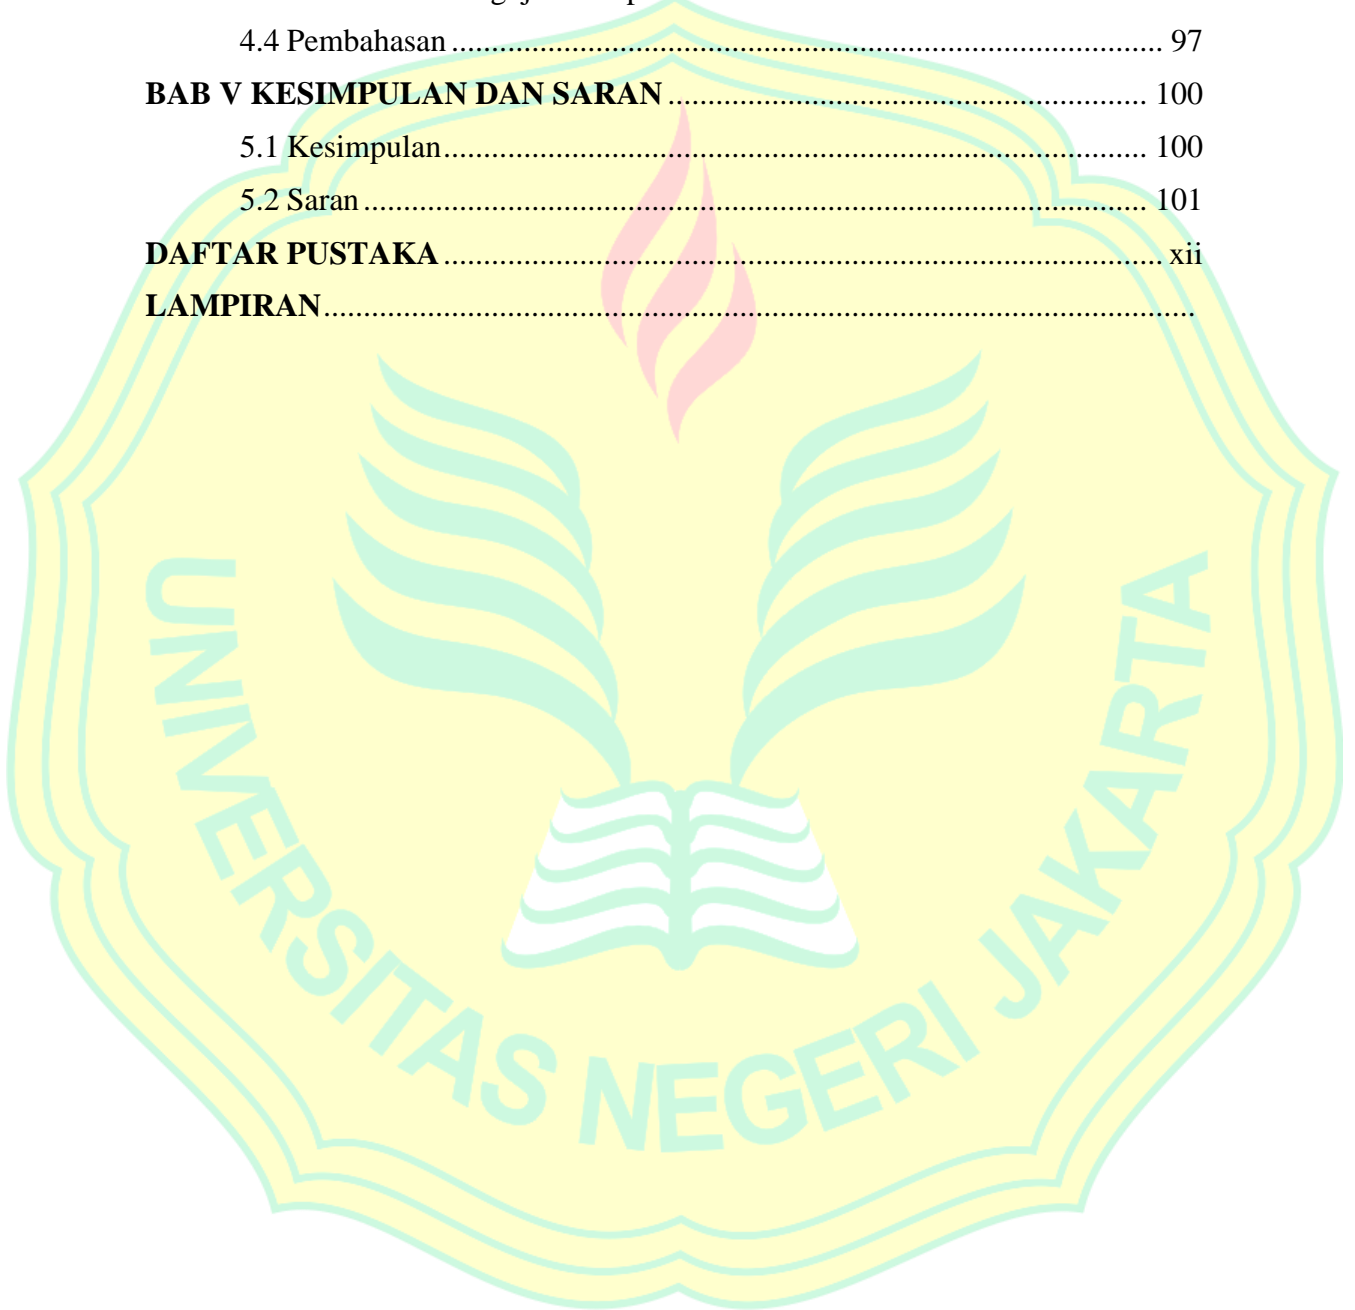 4.4 Pembahasan ......................................................................................... 97
BAB V KESIMPULAN DAN SARAN ............................................................ 100
5.1 Kesimpulan........................................................................................ 100
5.2 Saran .................................................................................................. 101
DAFTAR PUSTAKA .......................................................................................... xii
LAMPIRAN.............................................................................................................
UNIVERSITAS NEGERI JAKARTA